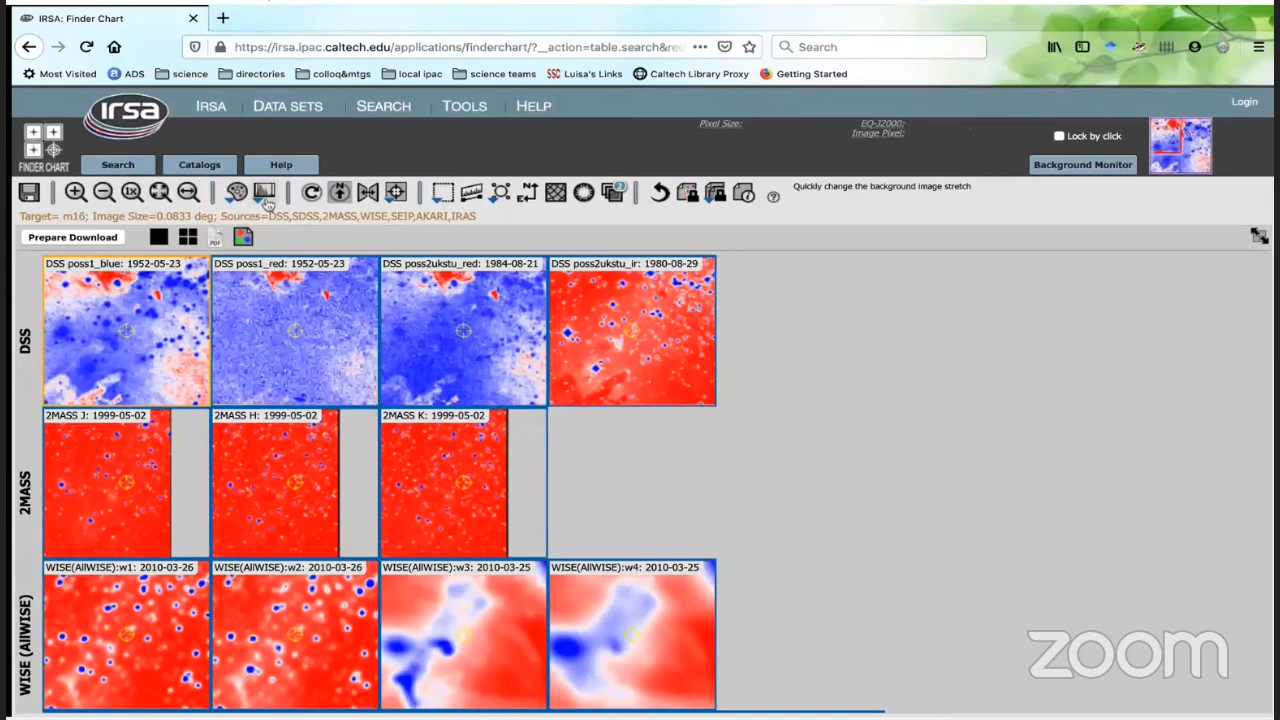 IRSA: Finder Chart
https://irsa.ipac.caltech.edu/applications/finderchart/?__action=table.search&rec
Search
Most Visited ADS science directories colloq&mtgs local ipac science teams SSC Luisa's Links Caltech Library Proxy Getting Started
irsa IRSA DATA SETS SEARCH TOOLS HELP Login
Pixel Size: EQ-J2000:
Image Pixel: Lock by click
FINDER CHART Search Catalogs Help Background Monitor
Quickly change the background image stretch
Target= m16; Image Size=0.0833 deg; Sources=DSS,SDSS,2MASS,WISE,SEIP,AKARI,IRAS
Prepare Download PDF
DSS poss1_blue: 1952-05-23 DSS poss1_red: 1952-05-23 DSS poss2ukstu_red: 1984-08-21 DSS poss2ukstu_ir: 1980-08-29
DSS
2MASS J: 1999-05-02 2MASS H: 1999-05-02 2MASS K: 1999-05-02
2MASS
WISE(AllWISE):w1: 2010-03-26 WISE(AllWISE):w2: 2010-03-26 WISE(AllWISE):w3: 2010-03-25 WISE(AllWISE):w4: 2010-03-25
WISE (AllWISE)
zoom